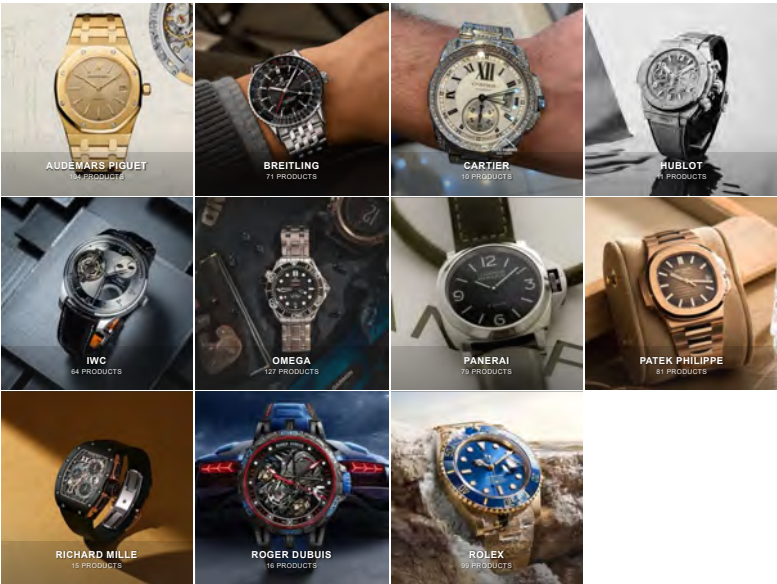 AUDEMARS PIGUET
BREITLING
71 PRODUCTS
CARTIER
10 PRODUCTS
HUBLOT
PRODUCTS
IWC
64 PRODUCTS
OMEGA
127 PRODUCTS
PANERAI
79 PRODUCTS
PATEK PHILIPPE
81 PRODUCTS
RICHARD MILLE
15 PRODUCTS
ROGER DUBUIS
16 PRODUCTS
ROLEX
PRODUCTS